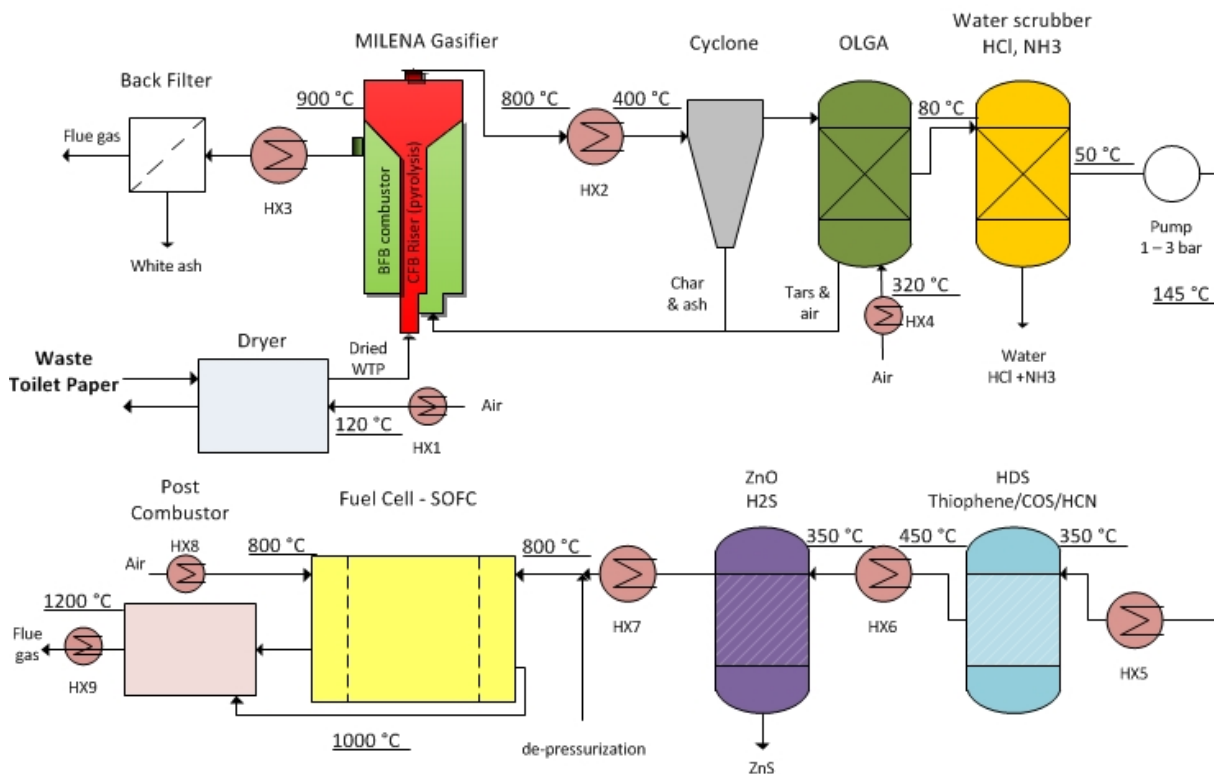 Water scrubber
HCl, NH3
MILENA Gasifier
Cyclone
OLGA
Back Filter
900 °C
800 °C
400 °C
80 °C
50 °C
Flue gas
HX3
HX2
BFB combustor
CFB Riser (pyrolysis)
Pump
1 – 3 bar
White ash
Char
& ash
Tars &
air
320 °C
HX4
145 °C
Dryer
Dried
WTP
Waste
Toilet Paper
Air
Water
HCl +NH3
Air
120 °C
HX1
Post
Combustor
Fuel Cell - SOFC
ZnO
H2S
HDS
Thiophene/COS/HCN
HX8
Air
800 °C
800 °C
350 °C
450 °C
350 °C
1200 °C
Flue
gas
HX9
HX7
HX6
HX5
1000 °C
de-pressurization
ZnS